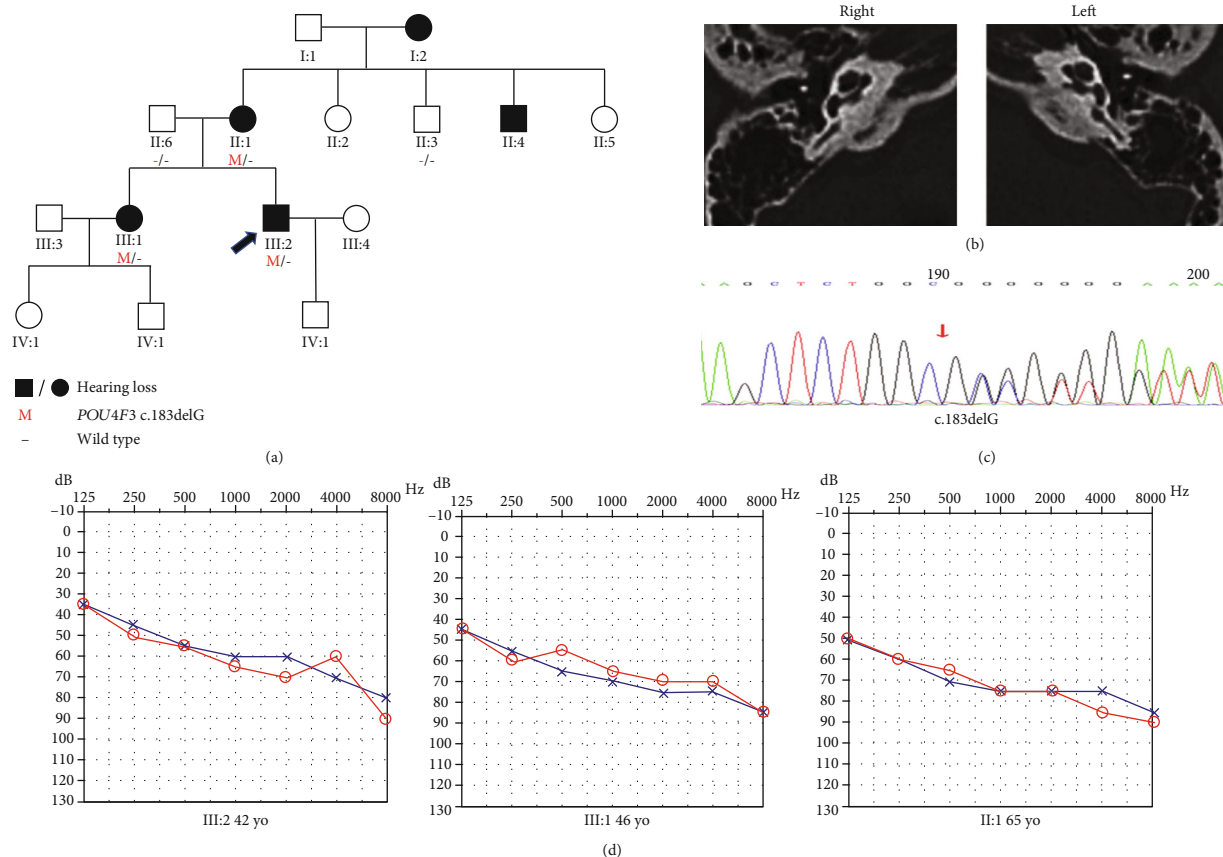 I:1
I:2
II:6
-/-
II:1
M/-
II:2
II:3
-/-
II:4
II:5
III:3
III:1
M/-
III:2
M/-
III:4
IV:1
IV:1
IV:1
/ Hearing loss
M POU4F3 c.183delG
– Wild type
(a)
Right
Left
(b)
190
200
A A G C T C T G G C G G G G G G G A A A A
c.183delG
(c)
dB
125 250 500 1000 2000 4000 8000 Hz
–10
0
10
20
30
40
50
60
70
80
90
100
110
120
130
III:2 42 yo
dB
125 250 500 1000 2000 4000 8000 Hz
–10
0
10
20
30
40
50
60
70
80
90
100
110
120
130
III:1 46 yo
dB
125 250 500 1000 2000 4000 8000 Hz
–10
0
10
20
30
40
50
60
70
80
90
100
110
120
130
II:1 65 yo
(d)